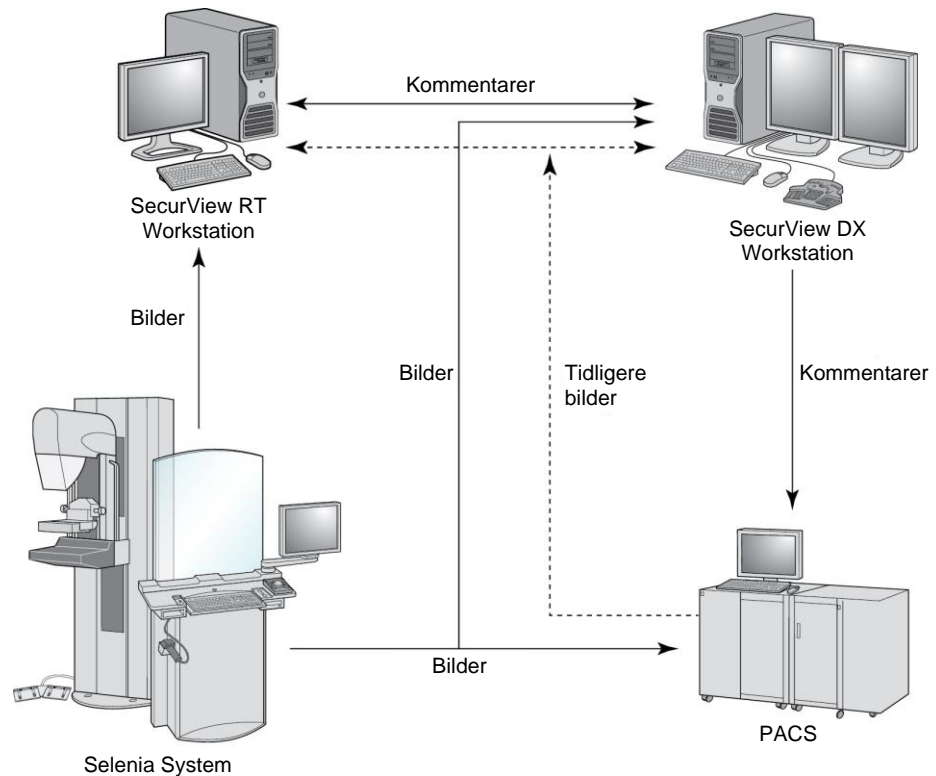 Kommentarer
SecurView RT
Workstation
SecurView DX
Workstation
Bilder
Bilder
Tidligere
bilder
Kommentarer
Bilder
PACS
Selenia System